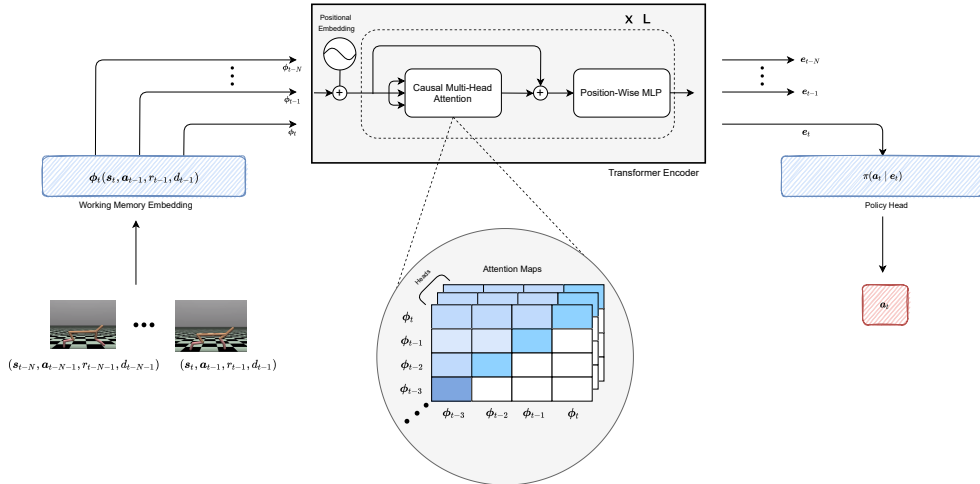 Positional
Embedding
x L
Causal Multi-Head
Attention
Position-Wise MLP
Transformer Encoder
ϕ_{t−N}
ϕ_{t−1}
ϕ_t
e_{t−N}
e_{t−1}
e_t
ϕ_t(s_t, a_{t−1}, r_{t−1}, d_{t−1})
Working Memory Embedding
π(a_t | e_t)
Policy Head
a_t
(s_{t−N}, a_{t−N−1}, r_{t−N−1}, d_{t−N−1})
(s_t, a_{t−1}, r_{t−1}, d_{t−1})
Attention Maps
Heads
ϕ_t
ϕ_{t−1}
ϕ_{t−2}
ϕ_{t−3}
ϕ_{t−3} ϕ_{t−2} ϕ_{t−1} ϕ_t